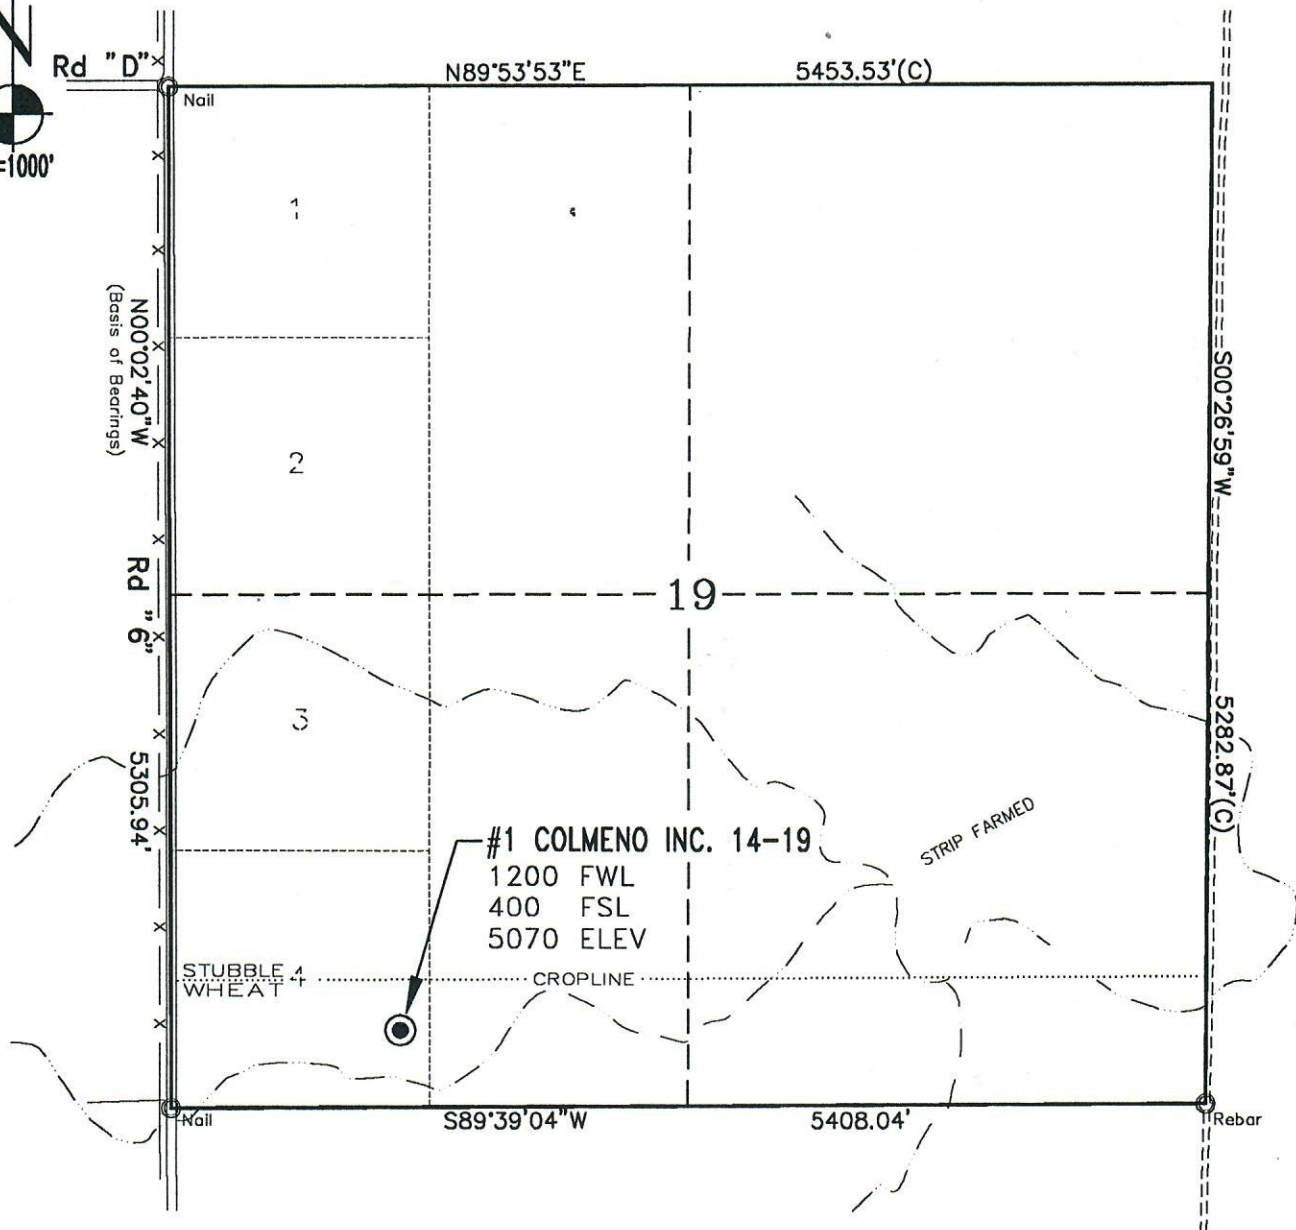 N
Rd "D"
N89°53'53"E
5453.53'(C)
Nail
=1000'
1
N00°02'40"W
(Basis of Bearings)
2
S00°26'59"W
Rd "6"
19
3
5305.94'
5282.87'(C)
STRIP FARMED
#1 COLMENO INC. 14-19
1200 FWL
400 FSL
5070 ELEV
STUBBLE 4
WHEAT
CROPLINE
Nail
S89°39'04"W
5408.04'
Rebar